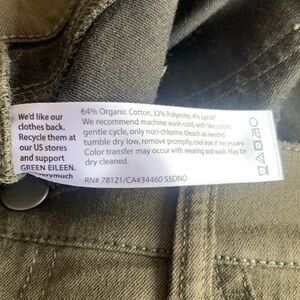 We'd like our
clothes back.
Recycle them at
our US stores
and support
GREEN EILEEN.
verymuch
64% Organic Cotton, 32% Polyester, 4% Lycra®
We recommend machine wash cold, with like colors
gentle cycle, only non-chlorine bleach as needed
tumble dry low, remove promptly, cool iron if necessary.
Color transfer may occur with wearing and wash. May be
dry cleaned.
RN# 78121/CA#34460 SSDNO